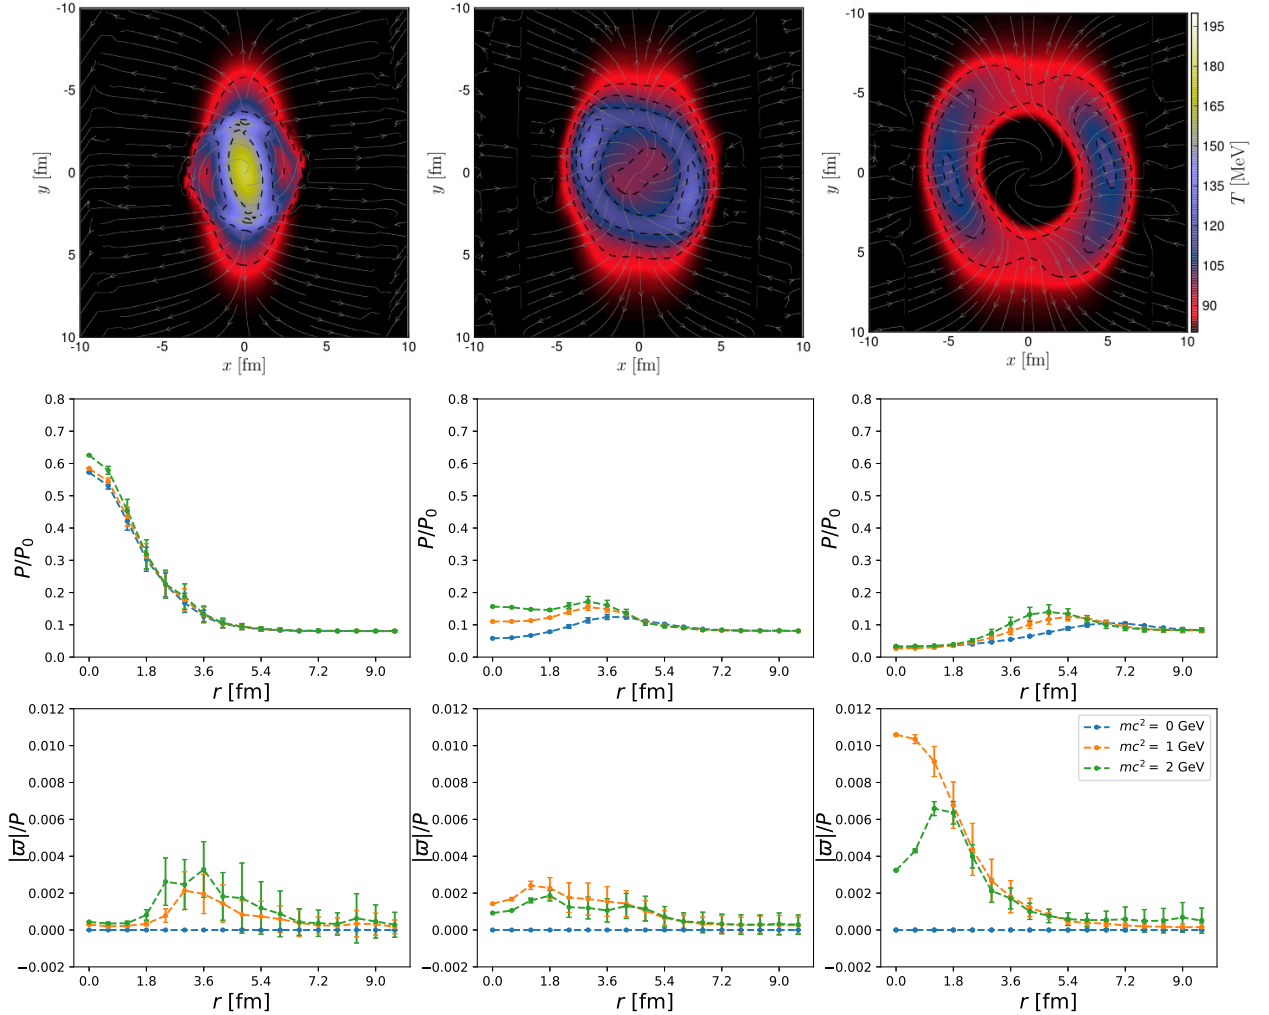 -10
-5
0
5
10
y [fm]
-10 -5 0 5 10
x [fm]
-10
-5
0
5
10
y [fm]
-10 -5 0 5 10
x [fm]
-10
-5
0
5
10
y [fm]
-10 -5 0 5 10
x [fm]
195
180
165
150
135
120
105
90
T [MeV]
0.8
0.7
0.6
0.5
0.4
0.3
0.2
0.1
0.0
P/P₀
0.0 1.8 3.6 5.4 7.2 9.0
r [fm]
0.8
0.7
0.6
0.5
0.4
0.3
0.2
0.1
0.0
P/P₀
0.0 1.8 3.6 5.4 7.2 9.0
r [fm]
0.8
0.7
0.6
0.5
0.4
0.3
0.2
0.1
0.0
P/P₀
0.0 1.8 3.6 5.4 7.2 9.0
r [fm]
0.012
0.010
0.008
0.006
0.004
0.002
0.000
−0.002
|ϖ|/P
0.0 1.8 3.6 5.4 7.2 9.0
r [fm]
0.012
0.010
0.008
0.006
0.004
0.002
0.000
−0.002
|ϖ|/P
0.0 1.8 3.6 5.4 7.2 9.0
r [fm]
0.012
0.010
0.008
0.006
0.004
0.002
0.000
−0.002
|ϖ|/P
mc² = 0 GeV
mc² = 1 GeV
mc² = 2 GeV
0.0 1.8 3.6 5.4 7.2 9.0
r [fm]